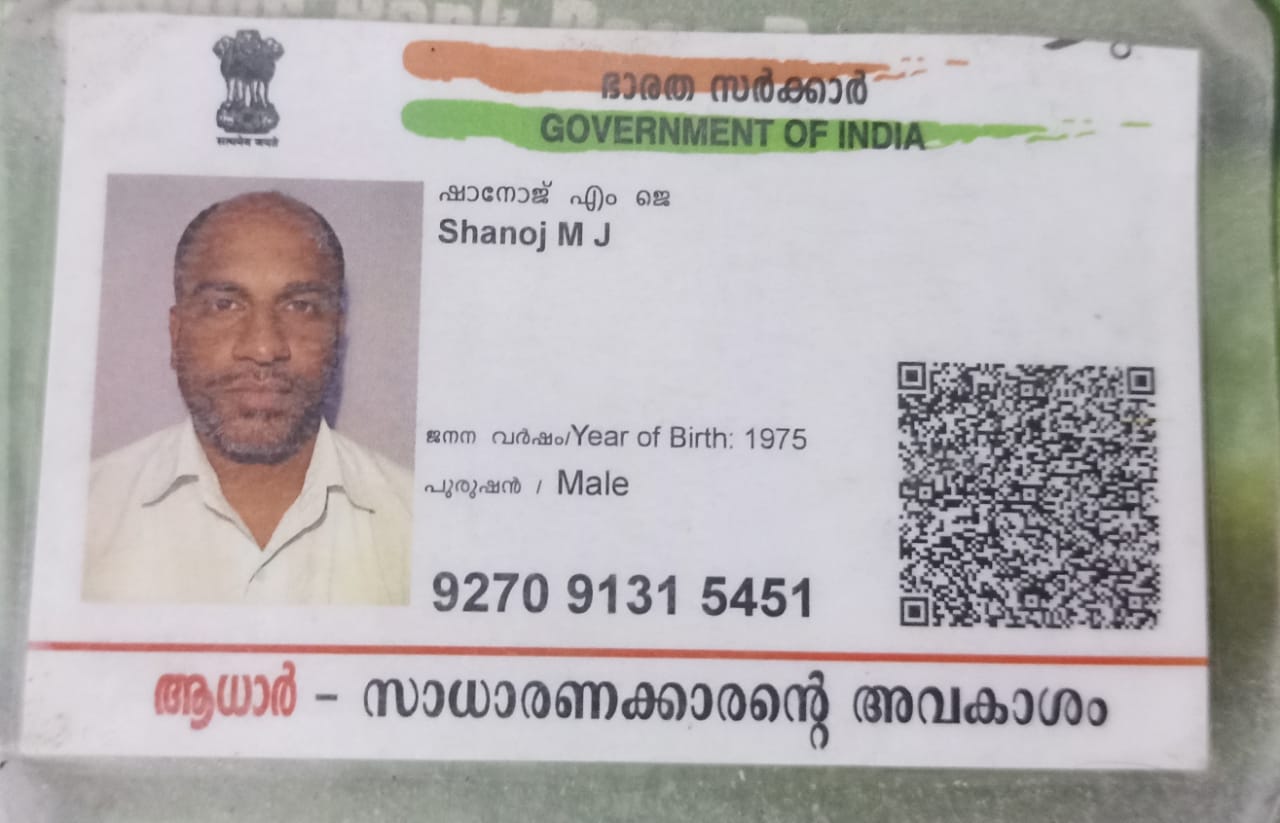 सत्यमेव जयते
ഭാരത സർക്കാർ
GOVERNMENT OF INDIA
ഷാനോജ് എം ജെ
Shanoj M J
ജനന വർഷം/Year of Birth: 1975
പുരുഷൻ / Male
9270 9131 5451
ആധാർ – സാധാരണക്കാരന്റെ അവകാശം